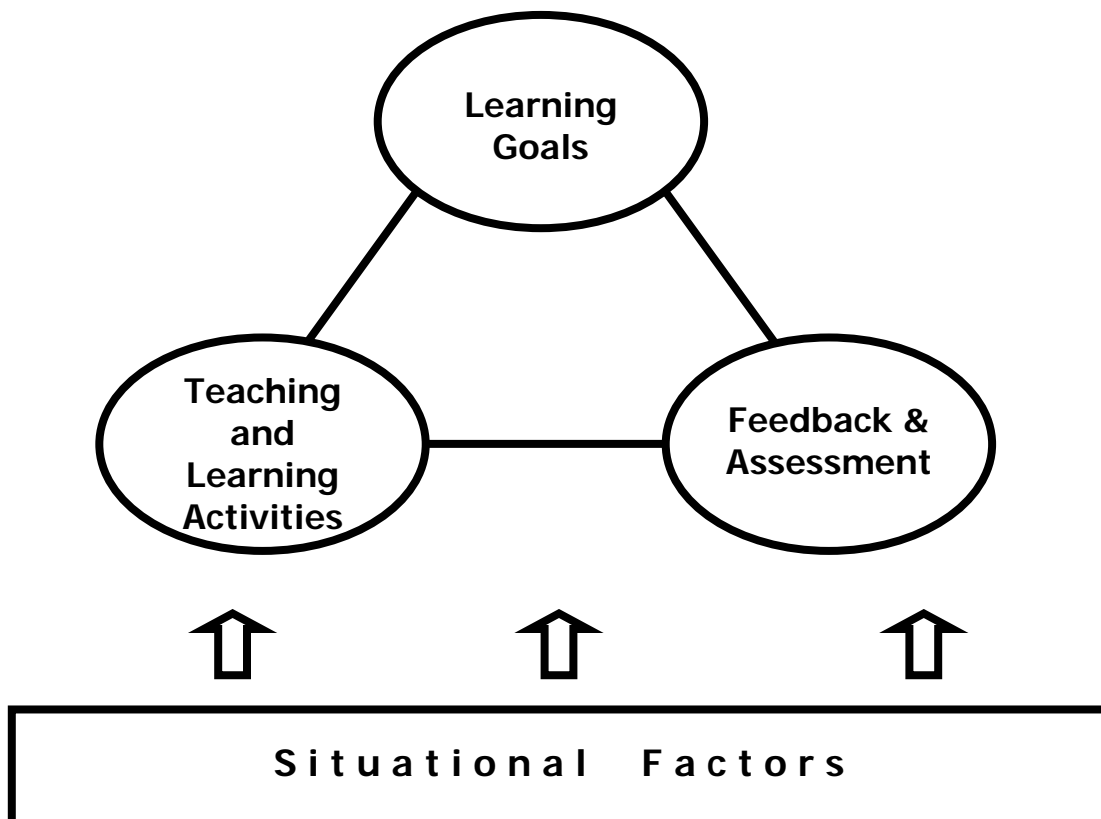 Learning
Goals
Teaching
and
Learning
Activities
Feedback &
Assessment
Situational Factors